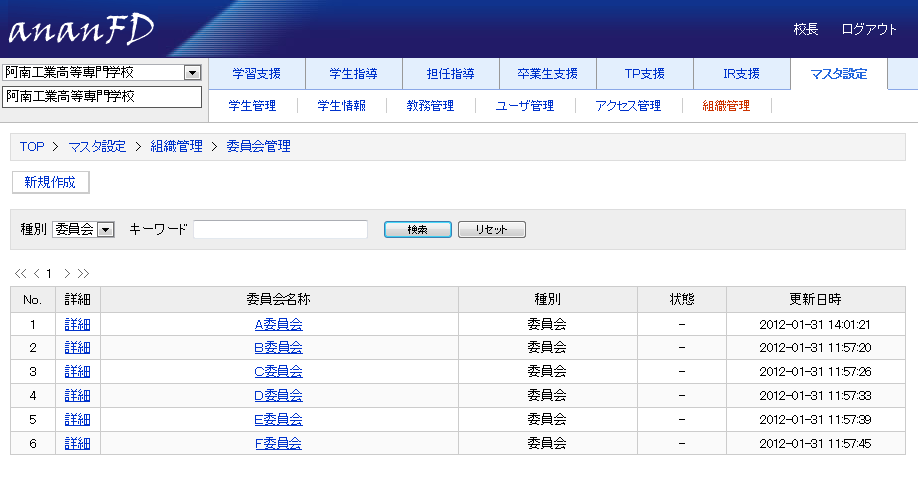 ananFD
校長 ログアウト
阿南工業高等専門学校
阿南工業高等専門学校
学習支援 学生指導 担任指導 卒業生支援 TP支援 IR支援 マスタ設定
学生管理 学生情報 教務管理 ユーザ管理 アクセス管理 組織管理
TOP > マスタ設定 > 組織管理 > 委員会管理
新規作成
種別 委員会 キーワード 検索 リセット
<< < 1 > >>
No. 詳細 委員会名称 種別 状態 更新日時
1 詳細 A委員会 委員会 - 2012-01-31 14:01:21
2 詳細 B委員会 委員会 - 2012-01-31 11:57:20
3 詳細 C委員会 委員会 - 2012-01-31 11:57:26
4 詳細 D委員会 委員会 - 2012-01-31 11:57:33
5 詳細 E委員会 委員会 - 2012-01-31 11:57:39
6 詳細 F委員会 委員会 - 2012-01-31 11:57:45